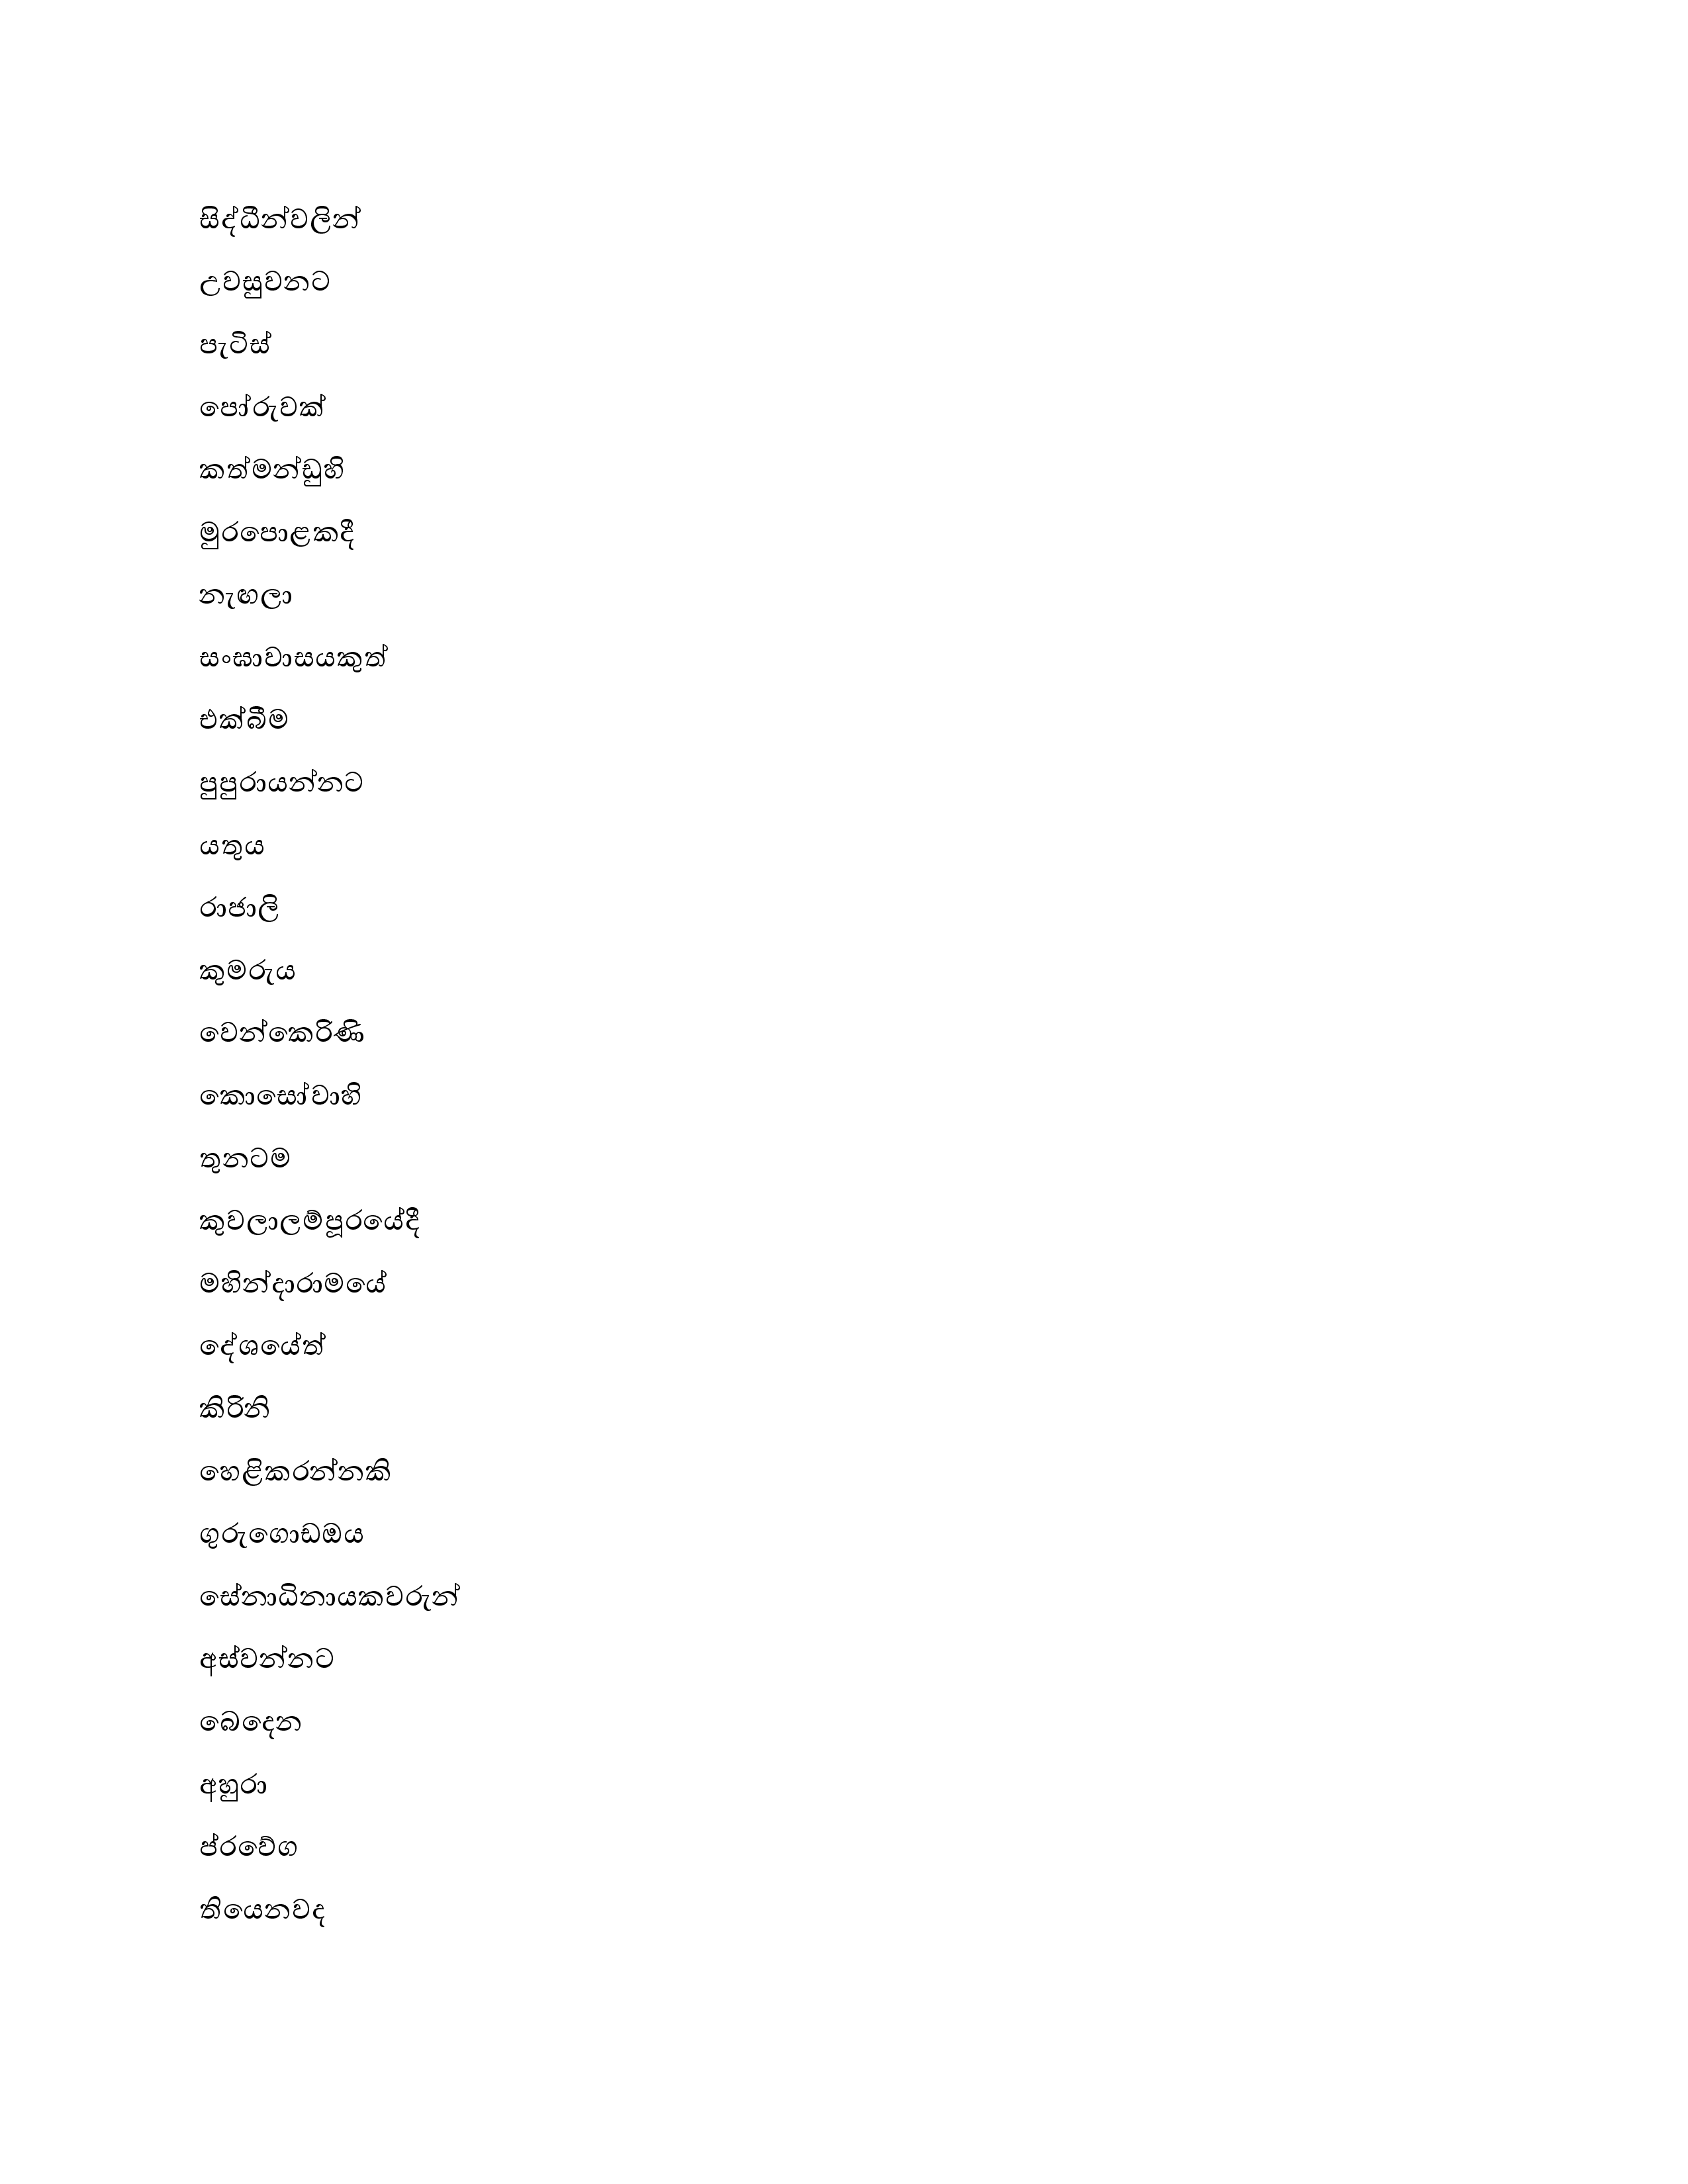 සිද්ධීන්වලින්
උවසුවනට
පැටිස්
පෝරුවක්
කත්මන්ඩුහි
මුරපොළකදී
නැඟලා
සංඝාවාසයකුත්
එක්බීම
පුපුරායන්නට
යතුය
රාජාලි
කුමරුය
වෙන්කෙරිණි
කොසෝවාහි
තුනටම
කුවලාලම්පූරයේදී
මහින්දාරාමයේ
දේශයේත්
කිරිනි
හෙළිකරන්නකි
ගුරුගොඩඔය
සේනාධිනායකවරුන්
අස්වන්නට
බෙදෙන
අහුරා
ප්රවේග
තියෙනවද